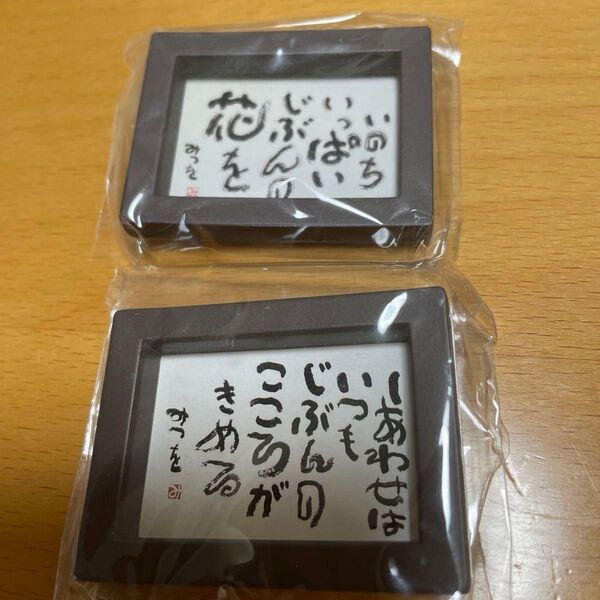 いのち
いっぱい
じぶんの
花を
みつを
しあわせは
いつも
じぶんの
こころが
きめる
みつを